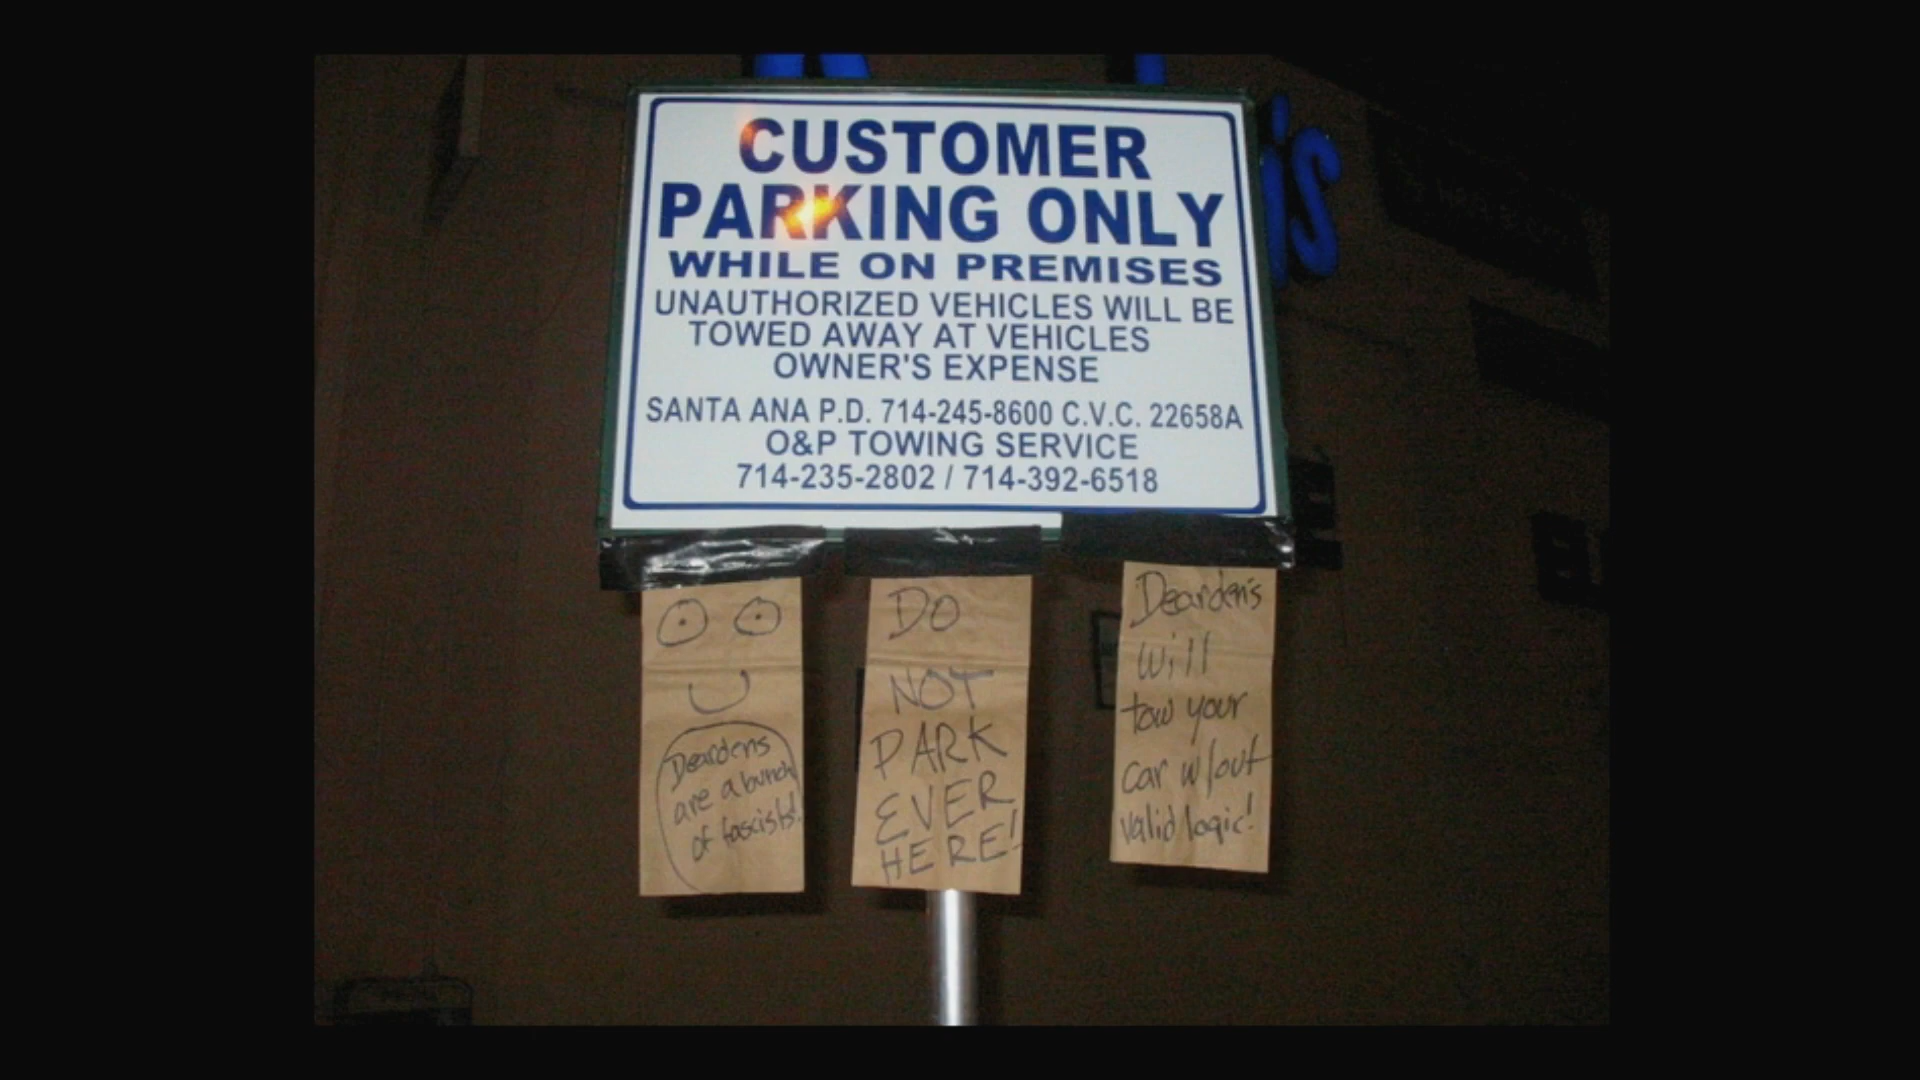 CUSTOMER
PARKING ONLY
WHILE ON PREMISES
UNAUTHORIZED VEHICLES WILL BE
TOWED AWAY AT VEHICLES
OWNER'S EXPENSE
SANTA ANA P.D. 714-245-8600 C.V.C. 22658A
O&P TOWING SERVICE
714-235-2802 / 714-392-6518
Deardens
are a bunch
of fascists!
DO
NOT
PARK
EVER
HERE!
Dearden's
will
tow your
car w/out
valid logic!
's